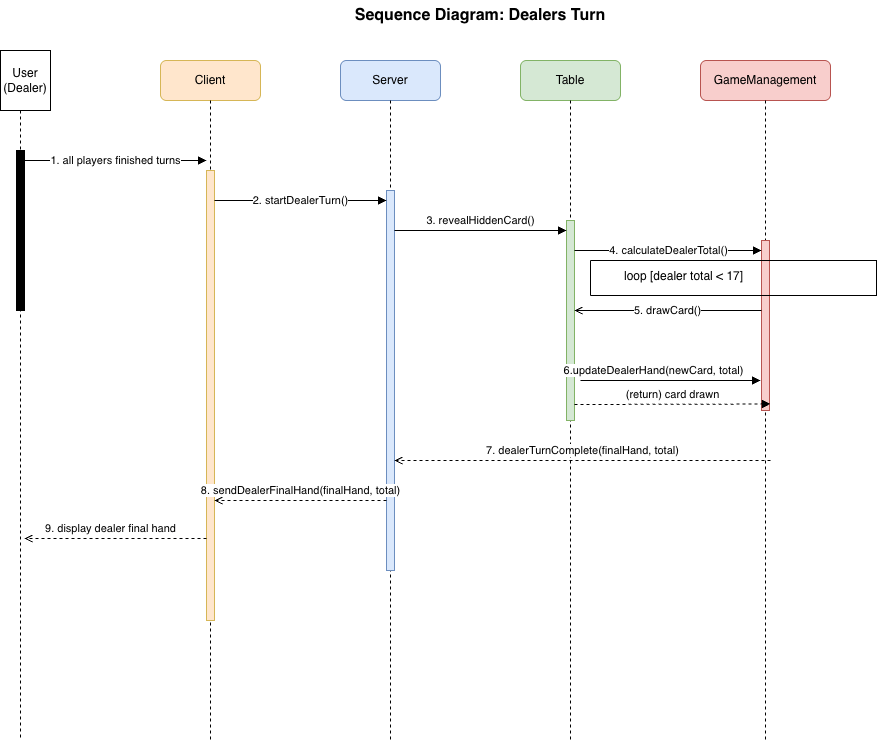 Sequence Diagram: Dealers Turn
User
(Dealer)
Client
Server
Table
GameManagement
1. all players finished turns
2. startDealerTurn()
3. revealHiddenCard()
4. calculateDealerTotal()
loop [dealer total < 17]
5. drawCard()
6.updateDealerHand(newCard, total)
(return) card drawn
7. dealerTurnComplete(finalHand, total)
8. sendDealerFinalHand(finalHand, total)
9. display dealer final hand